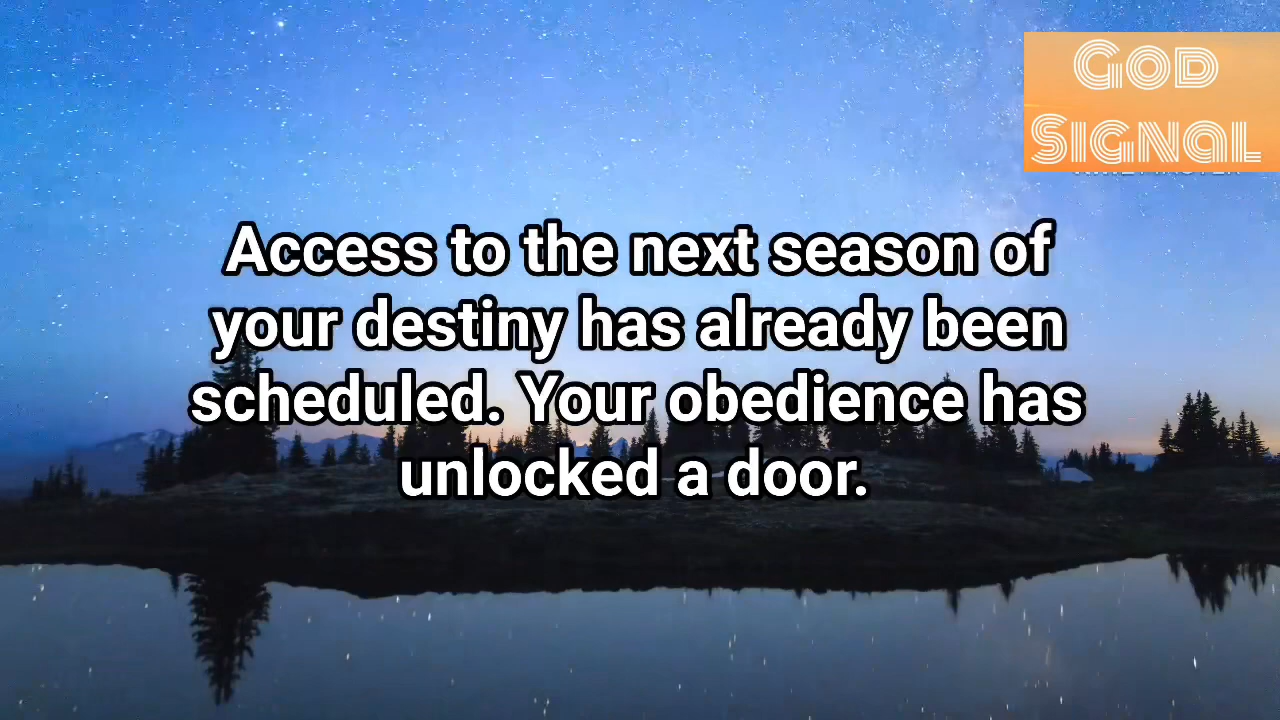 God
Signal
Access to the next season of
your destiny has already been
scheduled. Your obedience has
unlocked a door.